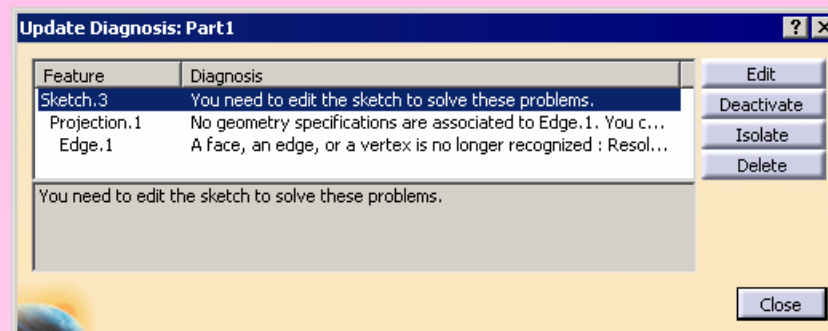 Update Diagnosis: Part1
Feature Diagnosis
Sketch.3 You need to edit the sketch to solve these problems.
Projection.1 No geometry specifications are associated to Edge.1. You c...
Edge.1 A face, an edge, or a vertex is no longer recognized : Resol...
Edit
Deactivate
Isolate
Delete
You need to edit the sketch to solve these problems.
Close